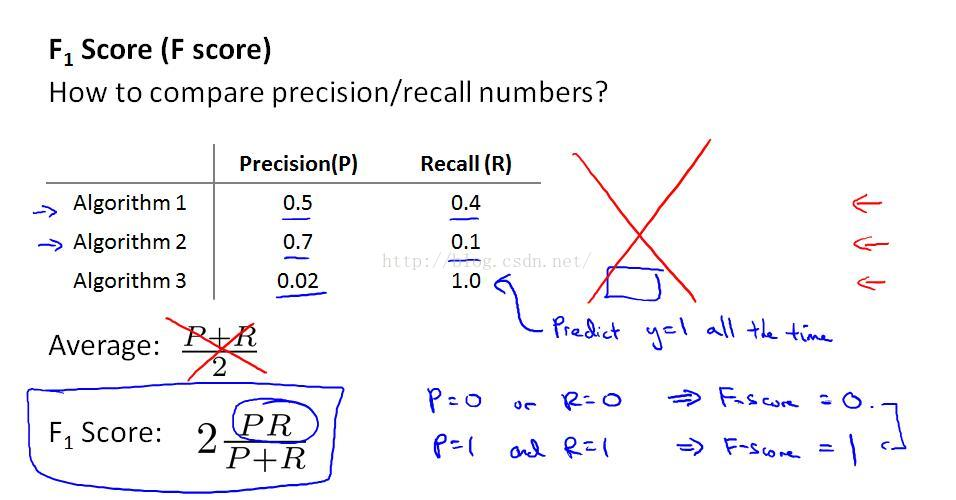 F₁ Score (F score)
How to compare precision/recall numbers?
Precision(P) Recall (R)
→ Algorithm 1 0.5 0.4 ←
→ Algorithm 2 0.7 0.1 ←
http://blog.csdn.net/
Algorithm 3 0.02 1.0 ←
Predict y=1 all the time
Average: P+R / 2
P=0 or R=0 ⇒ F-score = 0.
F₁ Score: 2 PR / P+R
P=1 and R=1 ⇒ F-score = 1